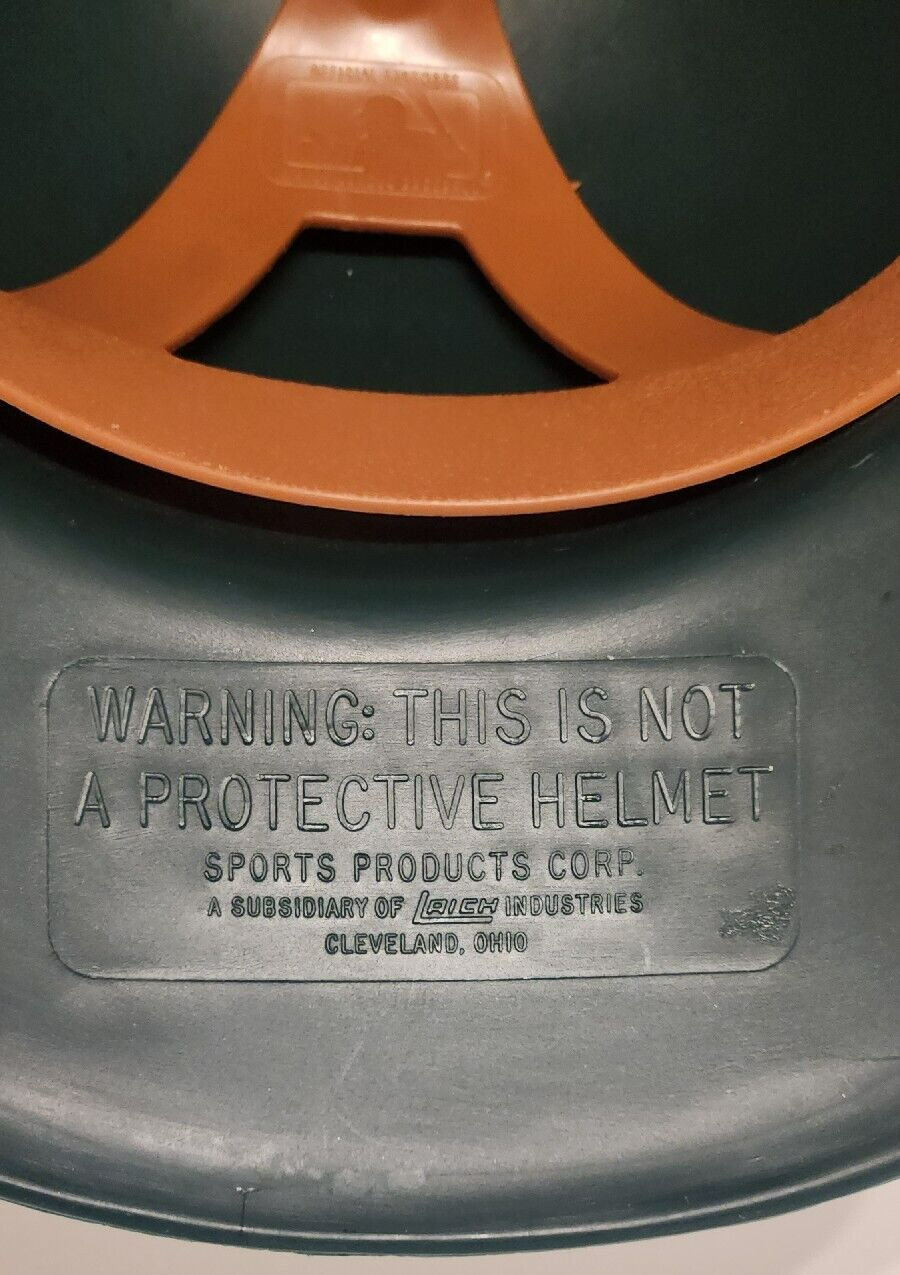 WARNING: THIS IS NOT
A PROTECTIVE HELMET
SPORTS PRODUCTS CORP.
A SUBSIDIARY OF LAICH INDUSTRIES
CLEVELAND, OHIO